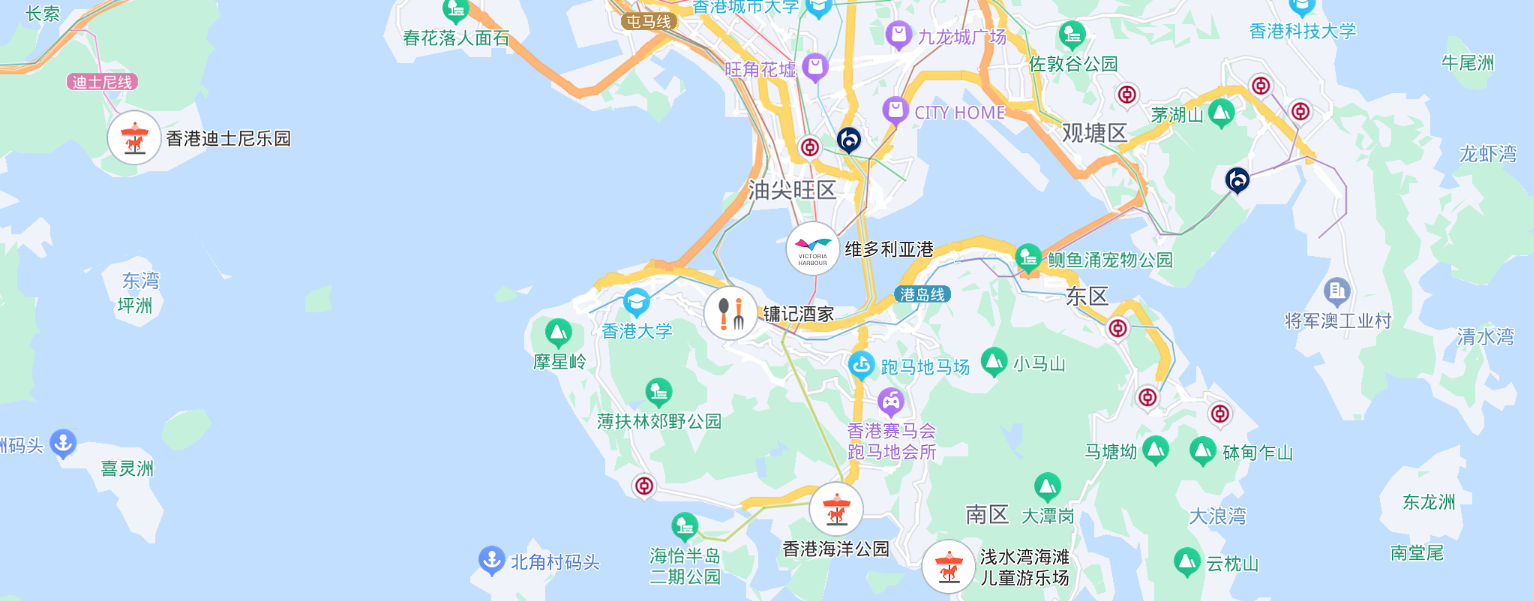 长索
屯马线
香港城市大学
香港科技大学
春花落人面石
九龙城广场
佐敦谷公园
牛尾洲
旺角花墟
迪士尼线
CITY HOME
茅湖山
观塘区
香港迪士尼乐园
龙虾湾
油尖旺区
维多利亚港
VICTORIA
HARBOUR
鲗鱼涌宠物公园
东湾
坪洲
港岛线
东区
镛记酒家
将军澳工业村
香港大学
清水湾
摩星岭
跑马地马场
小马山
薄扶林郊野公园
香港赛马会
跑马地会所
洲码头
马塘坳
砵甸乍山
喜灵洲
东龙洲
南区
大潭岗
大浪湾
香港海洋公园
南堂尾
海怡半岛
二期公园
北角村码头
浅水湾海滩
儿童游乐场
云枕山